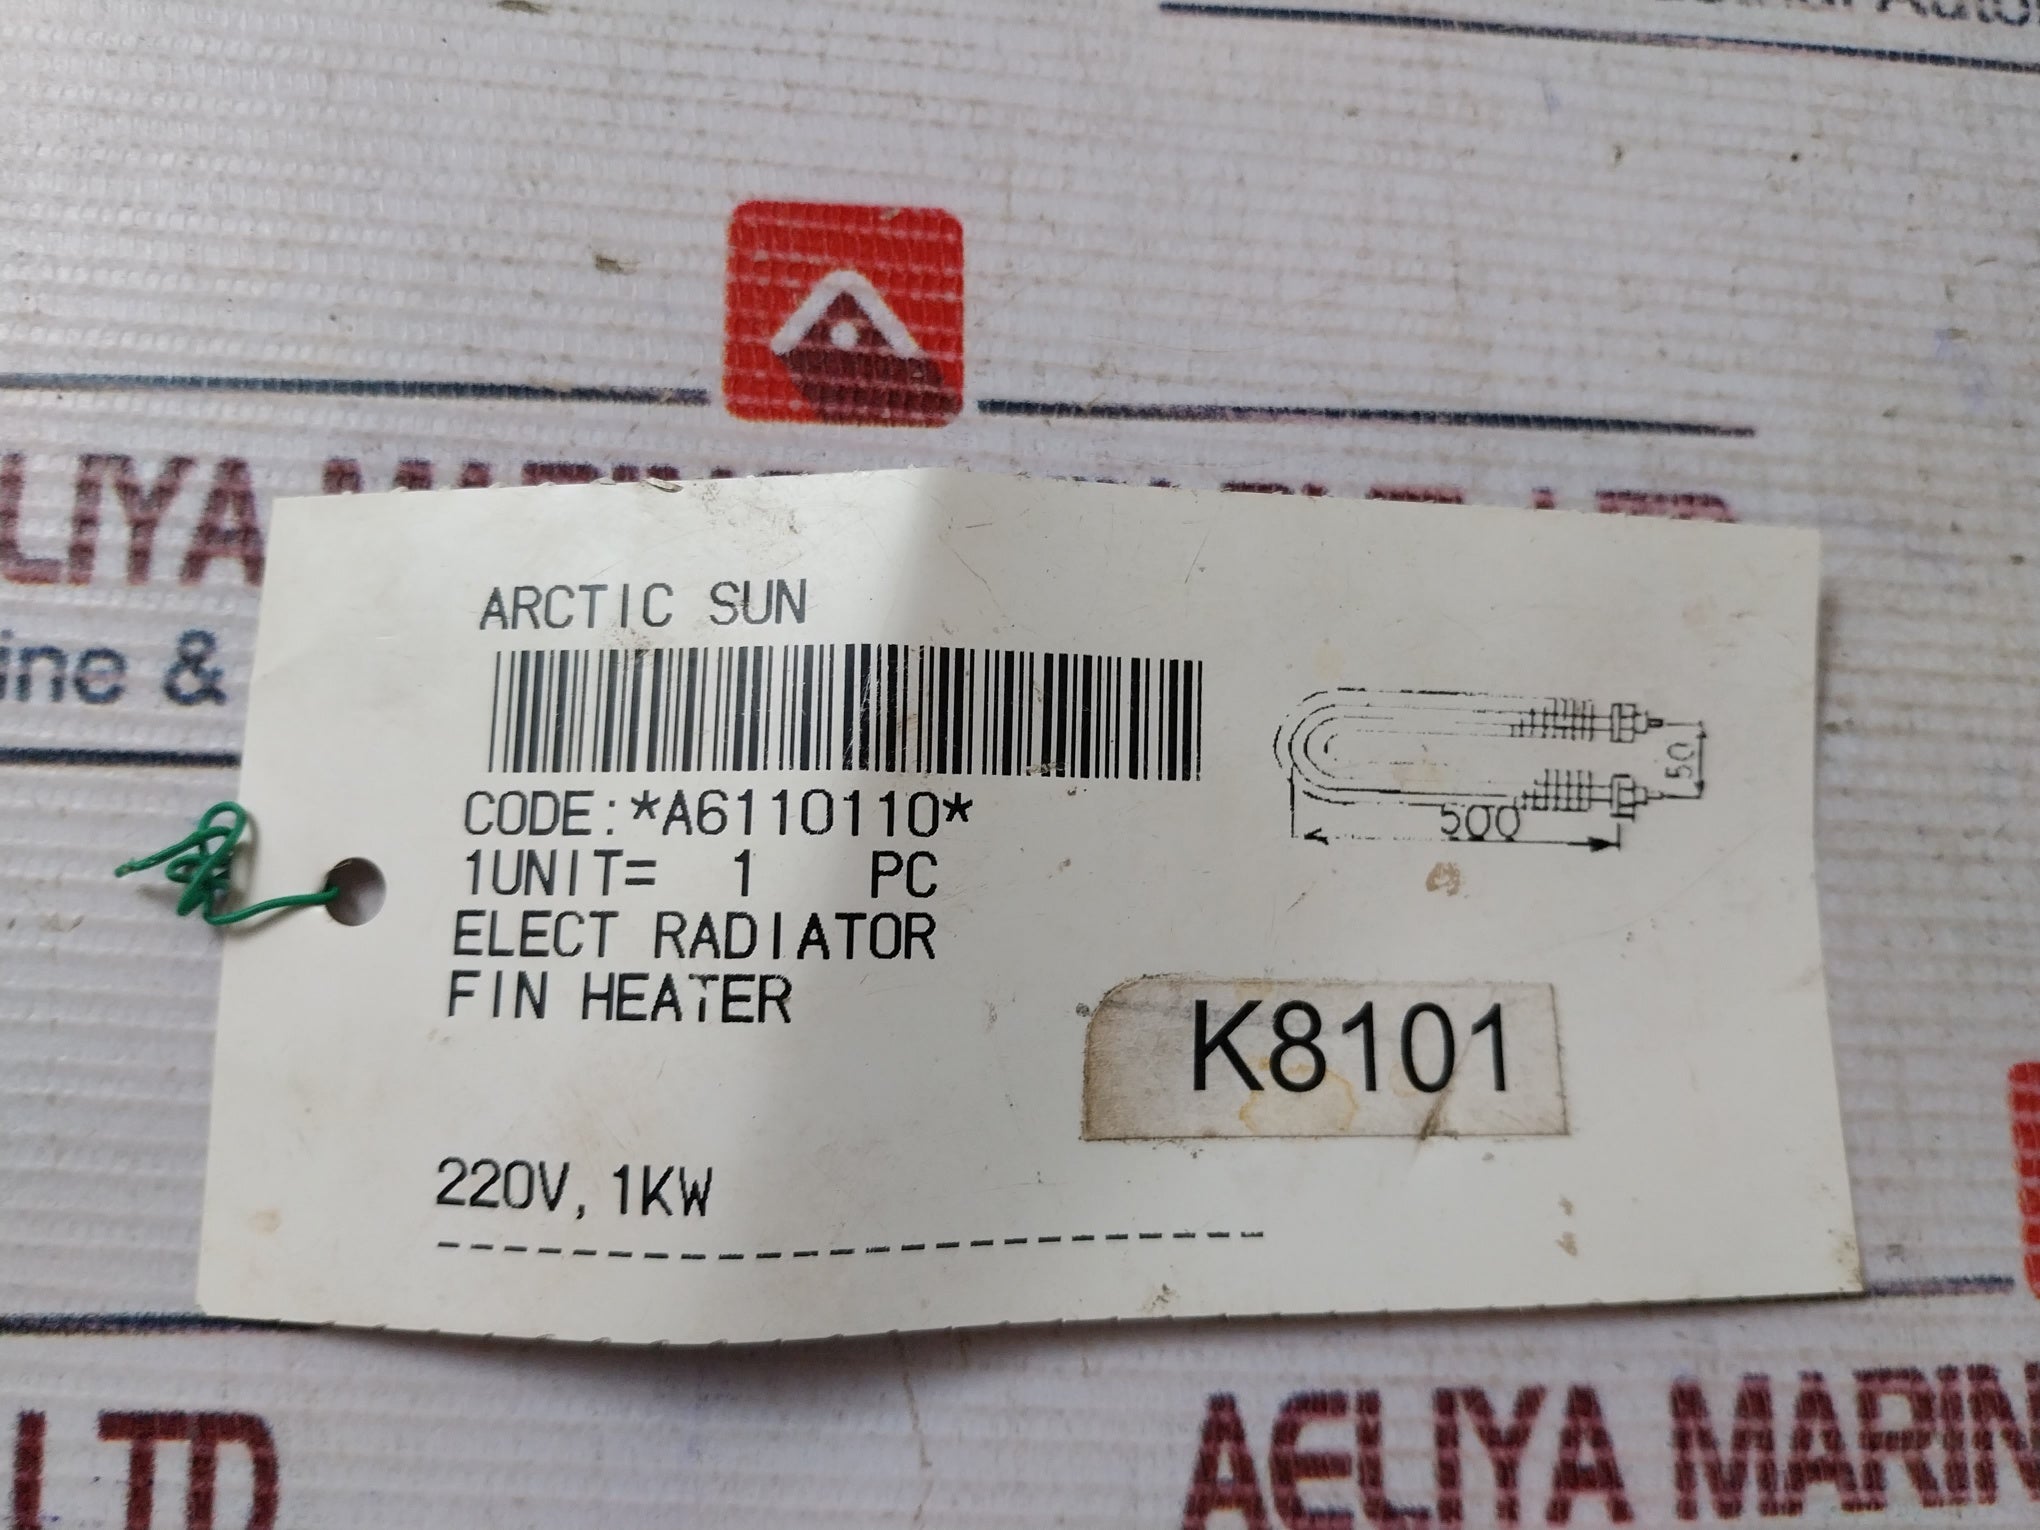 ARCTIC SUN
CODE:*A6110110*
1UNIT= 1 PC
ELECT RADIATOR
FIN HEATER
220V, 1KW
50
500
K8101
ine &
LTD
AELIYA MARIN